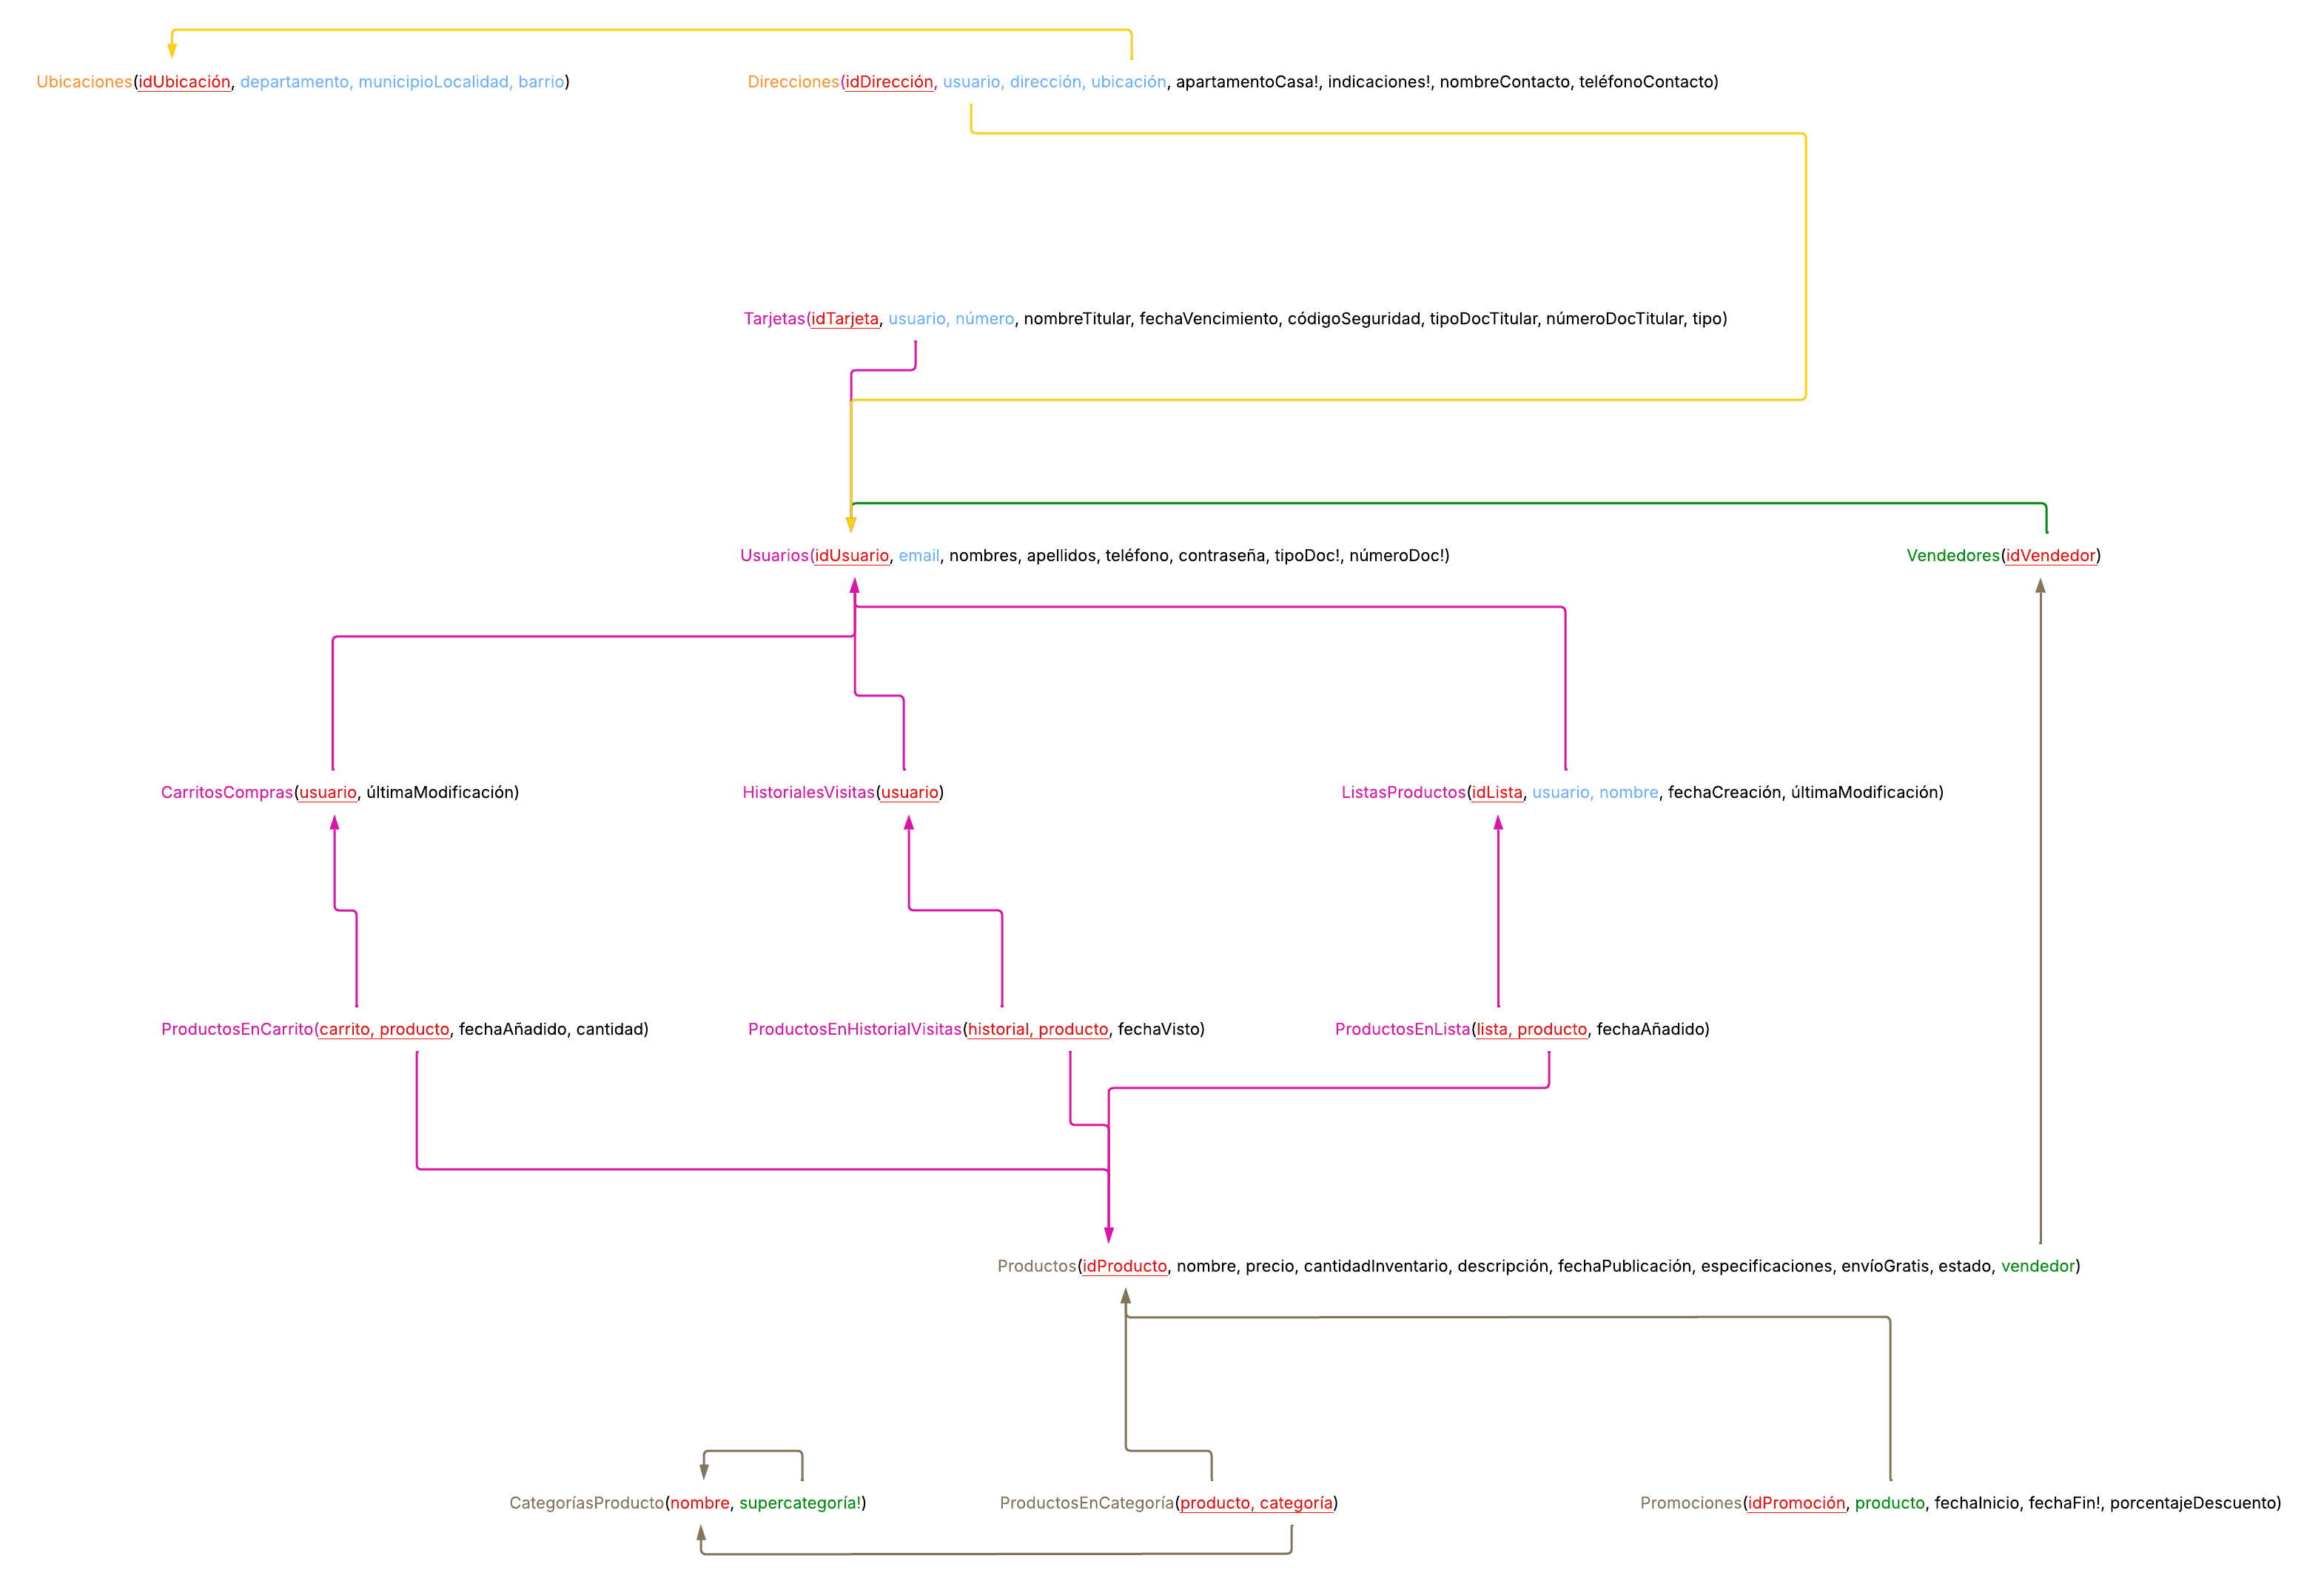 Ubicaciones(idUbicación, departamento, municipioLocalidad, barrio)
Direcciones(idDirección, usuario, dirección, ubicación, apartamentoCasa!, indicaciones!, nombreContacto, teléfonoContacto)
Tarjetas(idTarjeta, usuario, número, nombreTitular, fechaVencimiento, códigoSeguridad, tipoDocTitular, númeroDocTitular, tipo)
Usuarios(idUsuario, email, nombres, apellidos, teléfono, contraseña, tipoDoc!, númeroDoc!)
Vendedores(idVendedor)
CarritosCompras(usuario, últimaModificación)
HistorialesVisitas(usuario)
ListasProductos(idLista, usuario, nombre, fechaCreación, últimaModificación)
ProductosEnCarrito(carrito, producto, fechaAñadido, cantidad)
ProductosEnHistorialVisitas(historial, producto, fechaVisto)
ProductosEnLista(lista, producto, fechaAñadido)
Productos(idProducto, nombre, precio, cantidadInventario, descripción, fechaPublicación, especificaciones, envíoGratis, estado, vendedor)
CategoríasProducto(nombre, supercategoría!)
ProductosEnCategoría(producto, categoría)
Promociones(idPromoción, producto, fechaInicio, fechaFin!, porcentajeDescuento)